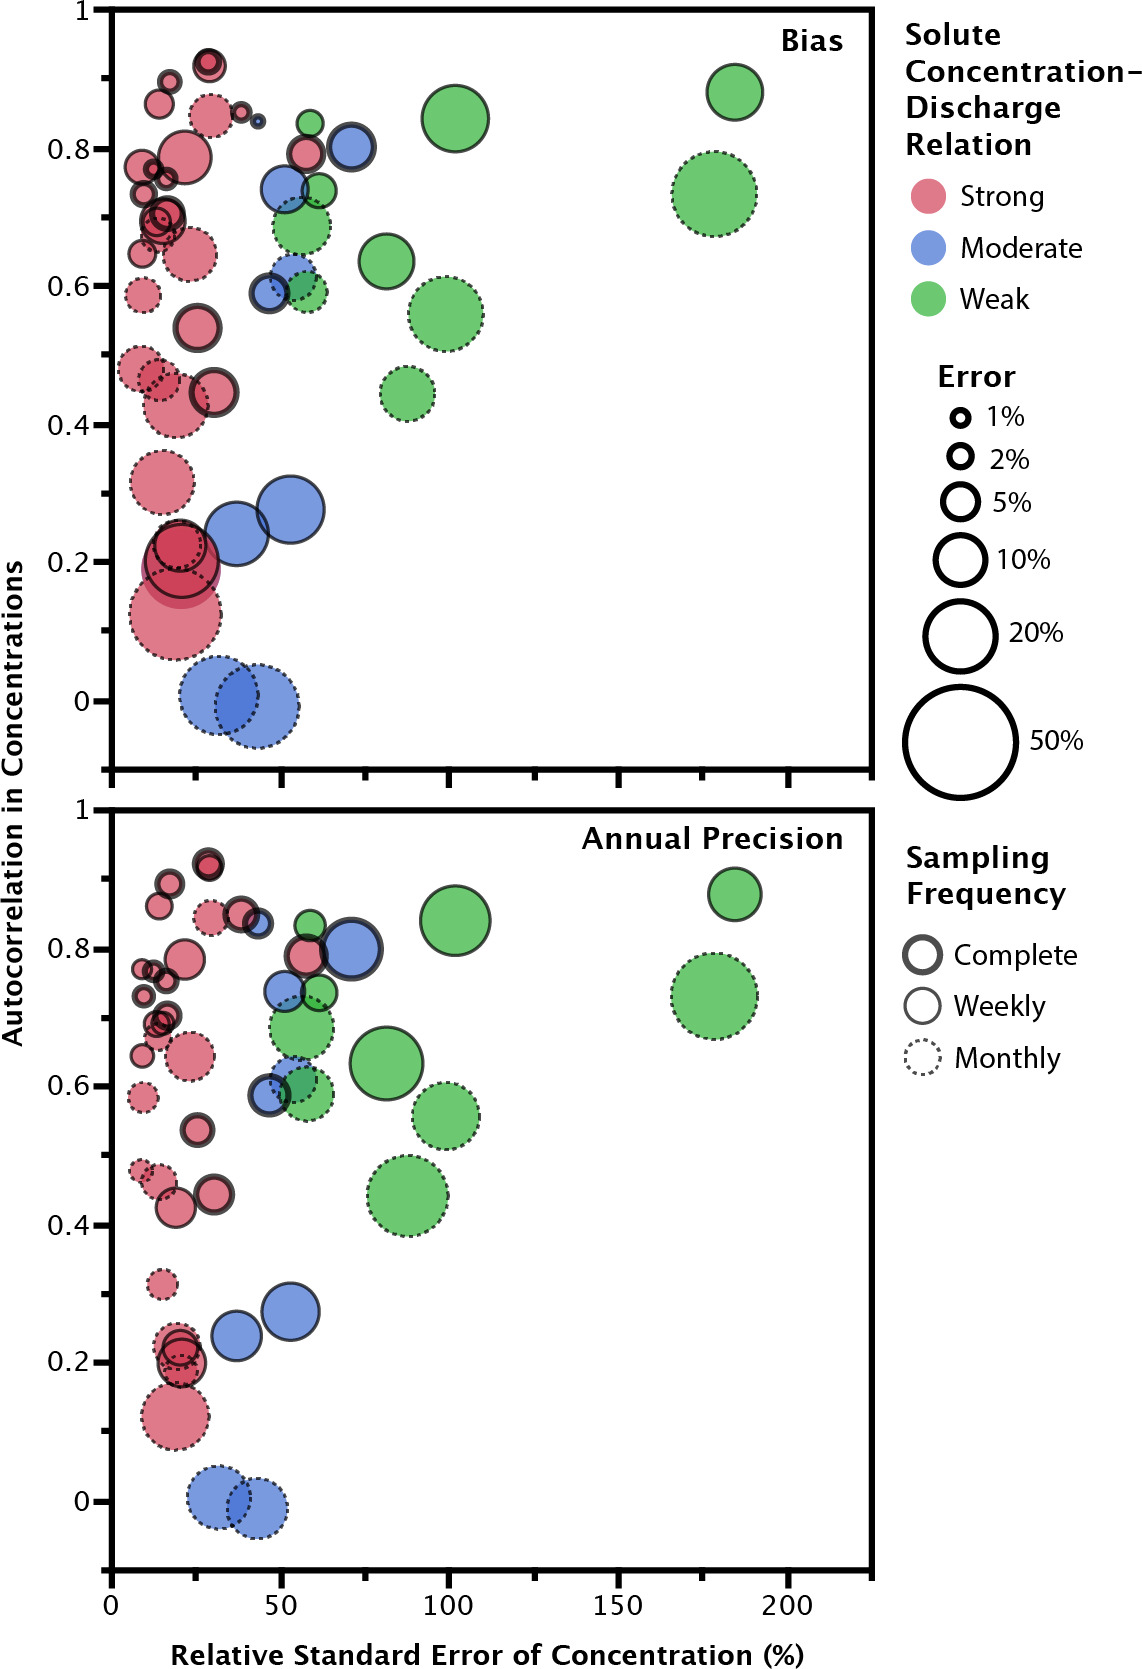 Bias
1
0.8
0.6
0.4
0.2
0
Autocorrelation in Concentrations
Annual Precision
1
0.8
0.6
0.4
0.2
0
0
50
100
150
200
Relative Standard Error of Concentration (%)
Solute
Concentration–
Discharge
Relation
Strong
Moderate
Weak
Error
1%
2%
5%
10%
20%
50%
Sampling
Frequency
Complete
Weekly
Monthly